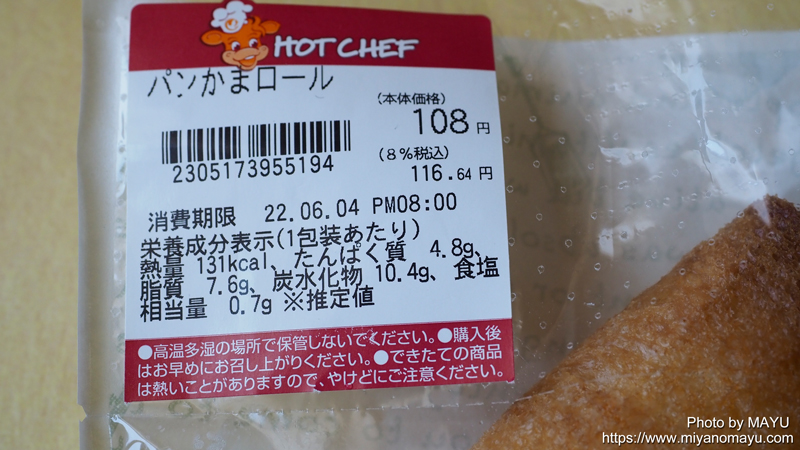 HOT CHEF
パンかまロール
(本体価格)
108円
2305173955194
(8%税込)
116.64円
消費期限 22.06.04 PM08:00
栄養成分表示(1包装あたり)
熱量 131kcal、たんぱく質 4.8g、
脂質 7.6g、炭水化物 10.4g、食塩
相当量 0.7g ※推定値
●高温多湿の場所で保管しないでください。●購入後
はお早めにお召し上がりください。●できたての商品
は熱いことがありますので、やけどにご注意ください。
Photo by MAYU
https://www.miyanomayu.com/